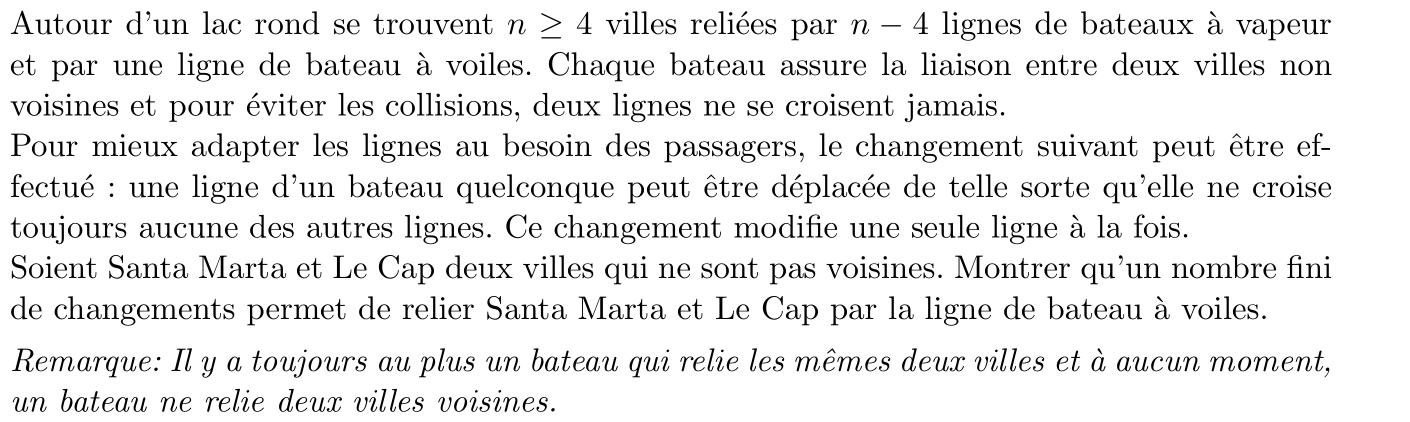 Autour d'un lac rond se trouvent n ≥ 4 villes reliées par n − 4 lignes de bateaux à vapeur
et par une ligne de bateau à voiles. Chaque bateau assure la liaison entre deux villes non
voisines et pour éviter les collisions, deux lignes ne se croisent jamais.
Pour mieux adapter les lignes au besoin des passagers, le changement suivant peut être ef-
fectué : une ligne d'un bateau quelconque peut être déplacée de telle sorte qu'elle ne croise
toujours aucune des autres lignes. Ce changement modifie une seule ligne à la fois.
Soient Santa Marta et Le Cap deux villes qui ne sont pas voisines. Montrer qu'un nombre fini
de changements permet de relier Santa Marta et Le Cap par la ligne de bateau à voiles.
Remarque: Il y a toujours au plus un bateau qui relie les mêmes deux villes et à aucun moment,
un bateau ne relie deux villes voisines.